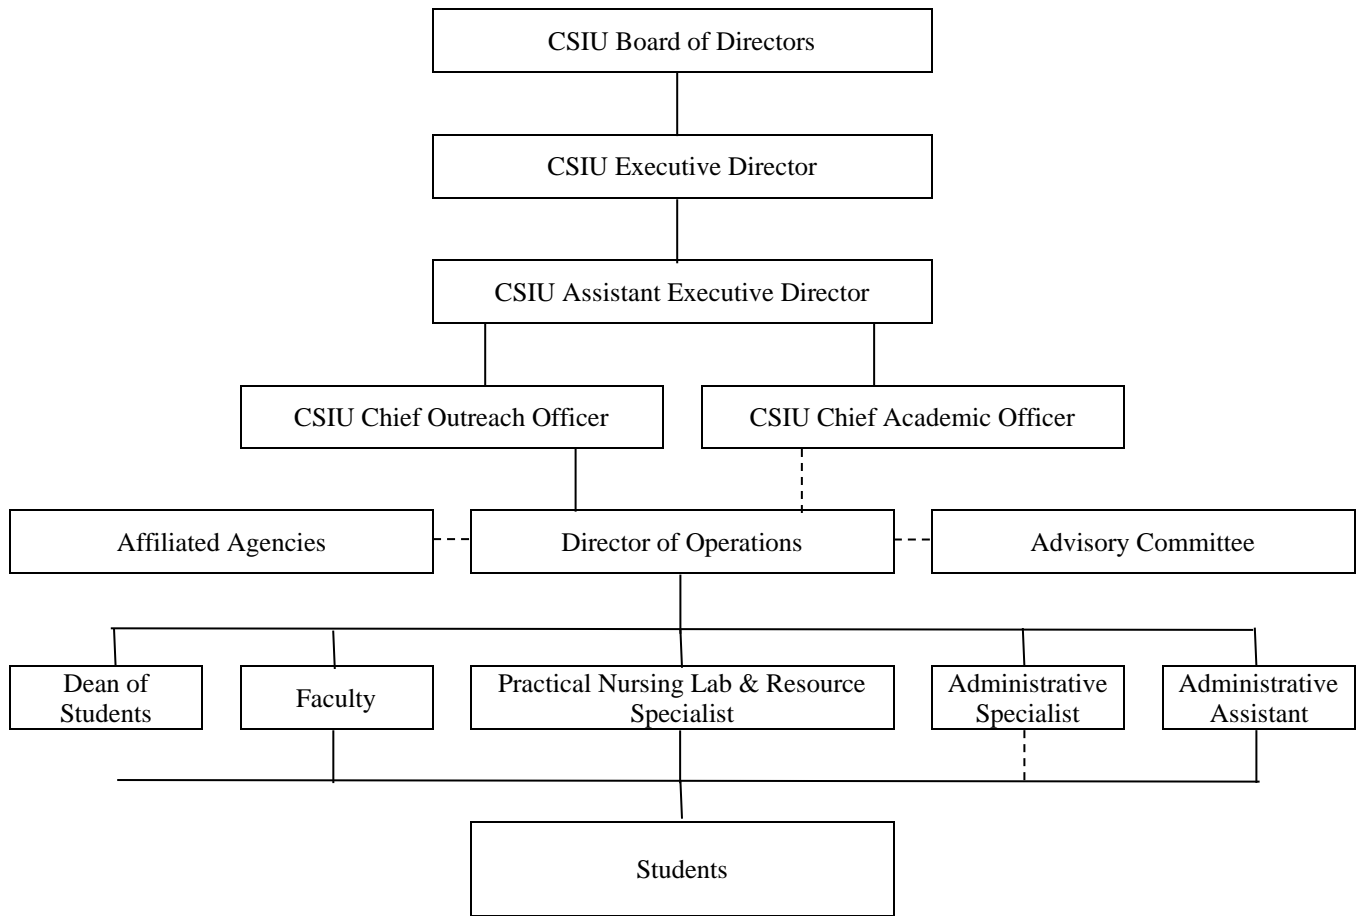 CSIU Board of Directors
CSIU Executive Director
CSIU Assistant Executive Director
CSIU Chief Outreach Officer
CSIU Chief Academic Officer
Affiliated Agencies
Director of Operations
Advisory Committee
Dean of
Students
Faculty
Practical Nursing Lab & Resource
Specialist
Administrative
Specialist
Administrative
Assistant
Students